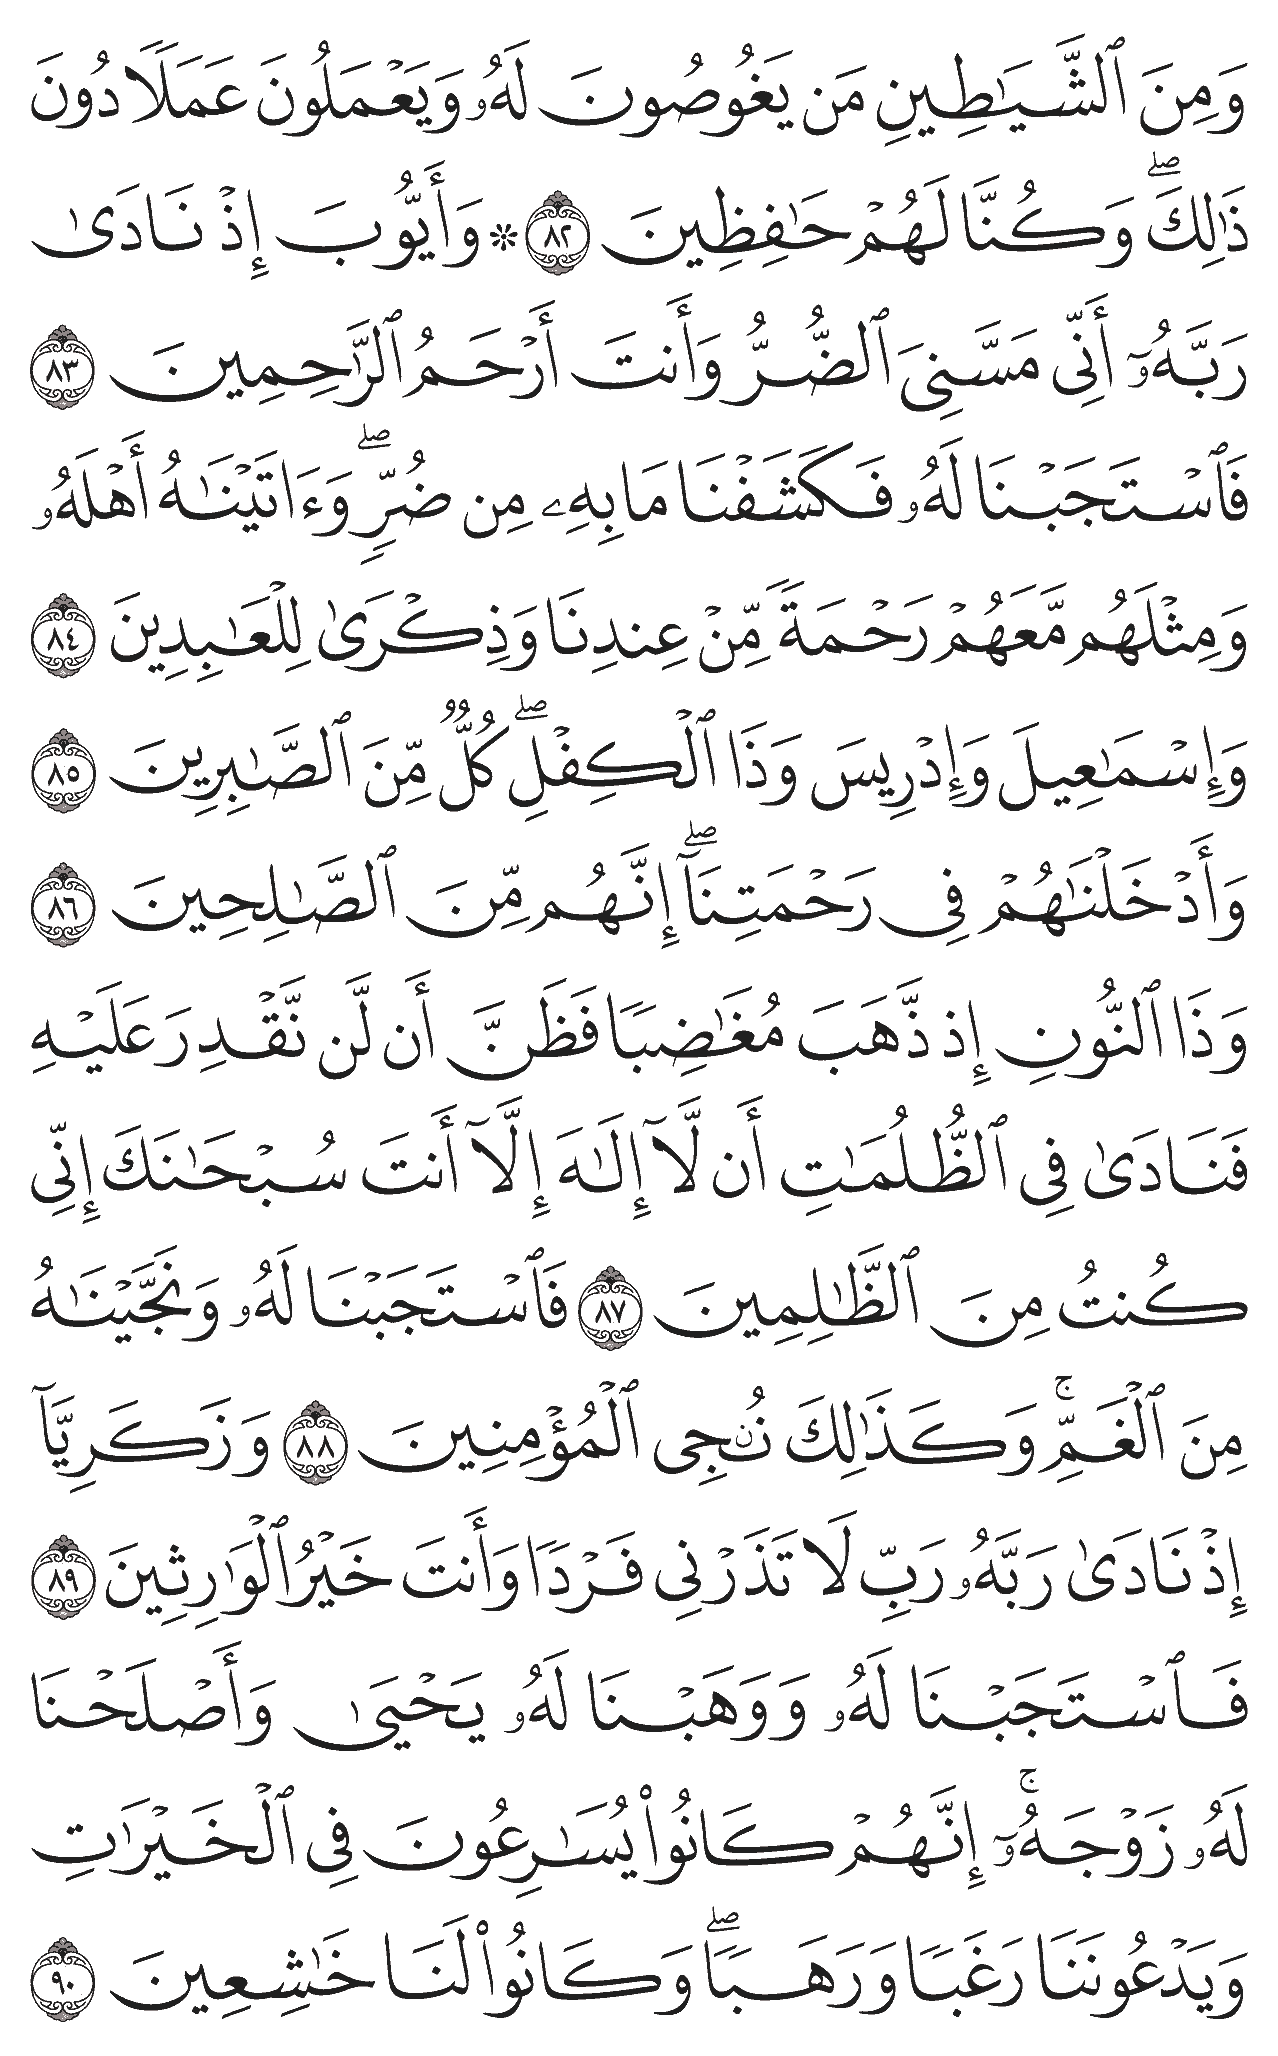 وَمِنَ ٱلشَّيَـٰطِينِ مَن يَغُوصُونَ لَهُۥ وَيَعۡمَلُونَ عَمَلٗا دُونَ
ذَٰلِكَۖ وَكُنَّا لَهُمۡ حَـٰفِظِينَ ٨٢ ۞ وَأَيُّوبَ إِذۡ نَادَىٰ
رَبَّهُۥٓ أَنِّي مَسَّنِيَ ٱلضُّرُّ وَأَنتَ أَرۡحَمُ ٱلرَّٰحِمِينَ ٨٣
فَٱسۡتَجَبۡنَا لَهُۥ فَكَشَفۡنَا مَا بِهِۦ مِن ضُرّٖۖ وَءَاتَيۡنَـٰهُ أَهۡلَهُۥ
وَمِثۡلَهُم مَّعَهُمۡ رَحۡمَةٗ مِّنۡ عِندِنَا وَذِكۡرَىٰ لِلۡعَـٰبِدِينَ ٨٤
وَإِسۡمَـٰعِيلَ وَإِدۡرِيسَ وَذَا ٱلۡكِفۡلِۖ كُلّٞ مِّنَ ٱلصَّـٰبِرِينَ ٨٥
وَأَدۡخَلۡنَـٰهُمۡ فِي رَحۡمَتِنَآۖ إِنَّهُم مِّنَ ٱلصَّـٰلِحِينَ ٨٦
وَذَا ٱلنُّونِ إِذ ذَّهَبَ مُغَـٰضِبٗا فَظَنَّ أَن لَّن نَّقۡدِرَ عَلَيۡهِ
فَنَادَىٰ فِي ٱلظُّلُمَـٰتِ أَن لَّآ إِلَـٰهَ إِلَّآ أَنتَ سُبۡحَـٰنَكَ إِنِّي
كُنتُ مِنَ ٱلظَّـٰلِمِينَ ٨٧ فَٱسۡتَجَبۡنَا لَهُۥ وَنَجَّيۡنَـٰهُ
مِنَ ٱلۡغَمِّۚ وَكَذَٰلِكَ نُـۨجِي ٱلۡمُؤۡمِنِينَ ٨٨ وَزَكَرِيَّآ
إِذۡ نَادَىٰ رَبَّهُۥ رَبِّ لَا تَذَرۡنِي فَرۡدٗا وَأَنتَ خَيۡرُ ٱلۡوَٰرِثِينَ ٨٩
فَٱسۡتَجَبۡنَا لَهُۥ وَوَهَبۡنَا لَهُۥ يَحۡيَىٰ وَأَصۡلَحۡنَا
لَهُۥ زَوۡجَهُۥٓۚ إِنَّهُمۡ كَانُواْ يُسَـٰرِعُونَ فِي ٱلۡخَيۡرَٰتِ
وَيَدۡعُونَنَا رَغَبٗا وَرَهَبٗاۖ وَكَانُواْ لَنَا خَـٰشِعِينَ ٩٠